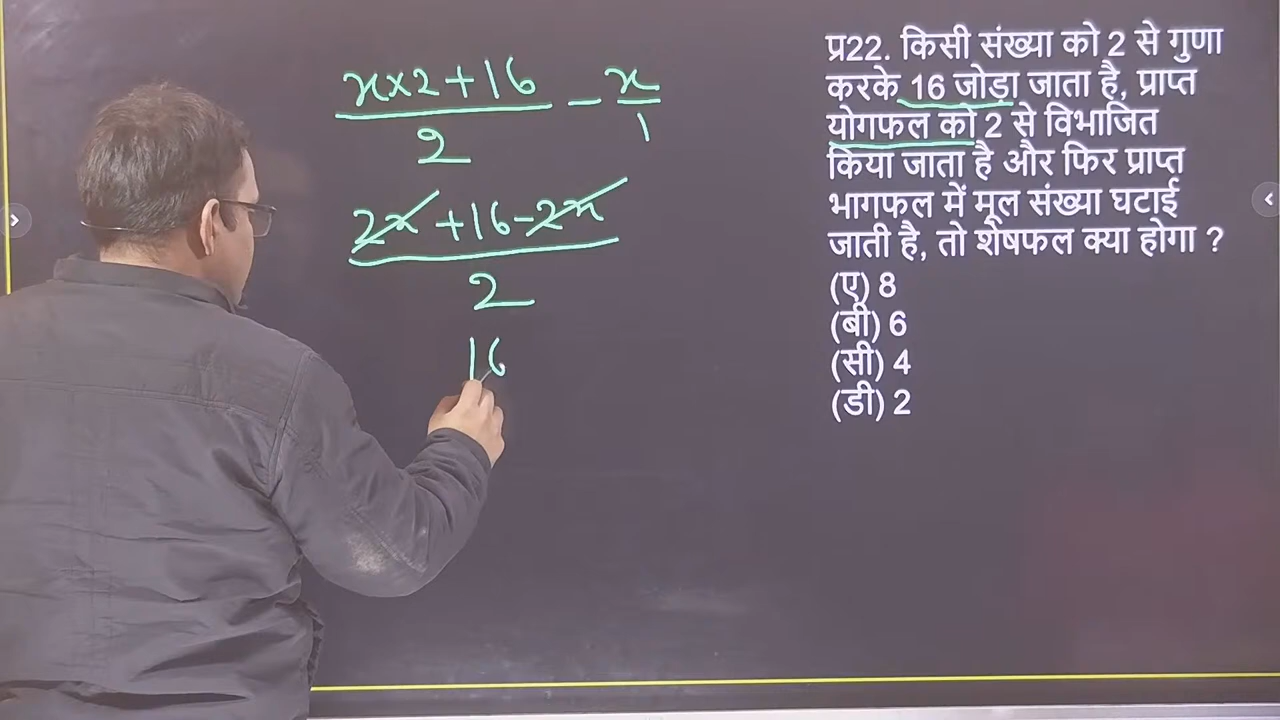 x×2+16 − x
2 1
2x+16-2x
2
16
प्र22. किसी संख्या को 2 से गुणा
करके 16 जोड़ा जाता है, प्राप्त
योगफल को 2 से विभाजित
किया जाता है और फिर प्राप्त
भागफल में मूल संख्या घटाई
जाती है, तो शेषफल क्या होगा ?
(ए) 8
(बी) 6
(सी) 4
(डी) 2